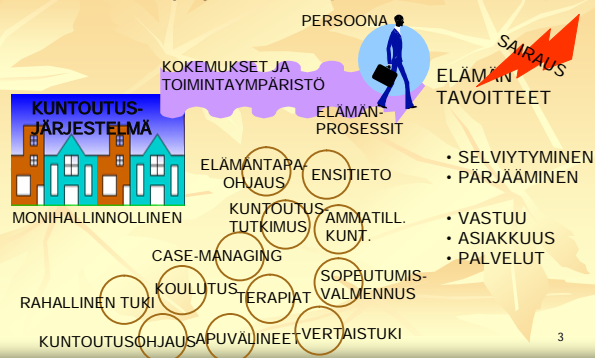 PERSOONA
SAIRAUS
KOKEMUKSET JA
TOIMINTAYMPÄRISTÖ
ELÄMÄN
TAVOITTEET
ELÄMÄN-
PROSESSIT
KUNTOUTUS-
JÄRJESTELMÄ
MONIHALLINNOLLINEN
ELÄMÄNTAPA-
OHJAUS
ENSITIETO
• SELVIYTYMINEN
• PÄRJÄÄMINEN
KUNTOUTUS-
TUTKIMUS
AMMATILL.
KUNT.
• VASTUU
• ASIAKKUUS
• PALVELUT
CASE-MANAGING
SOPEUTUMIS-
VALMENNUS
KOULUTUS
TERAPIAT
RAHALLINEN TUKI
KUNTOUTUSOHJAUS
APUVÄLINEET
VERTAISTUKI
3